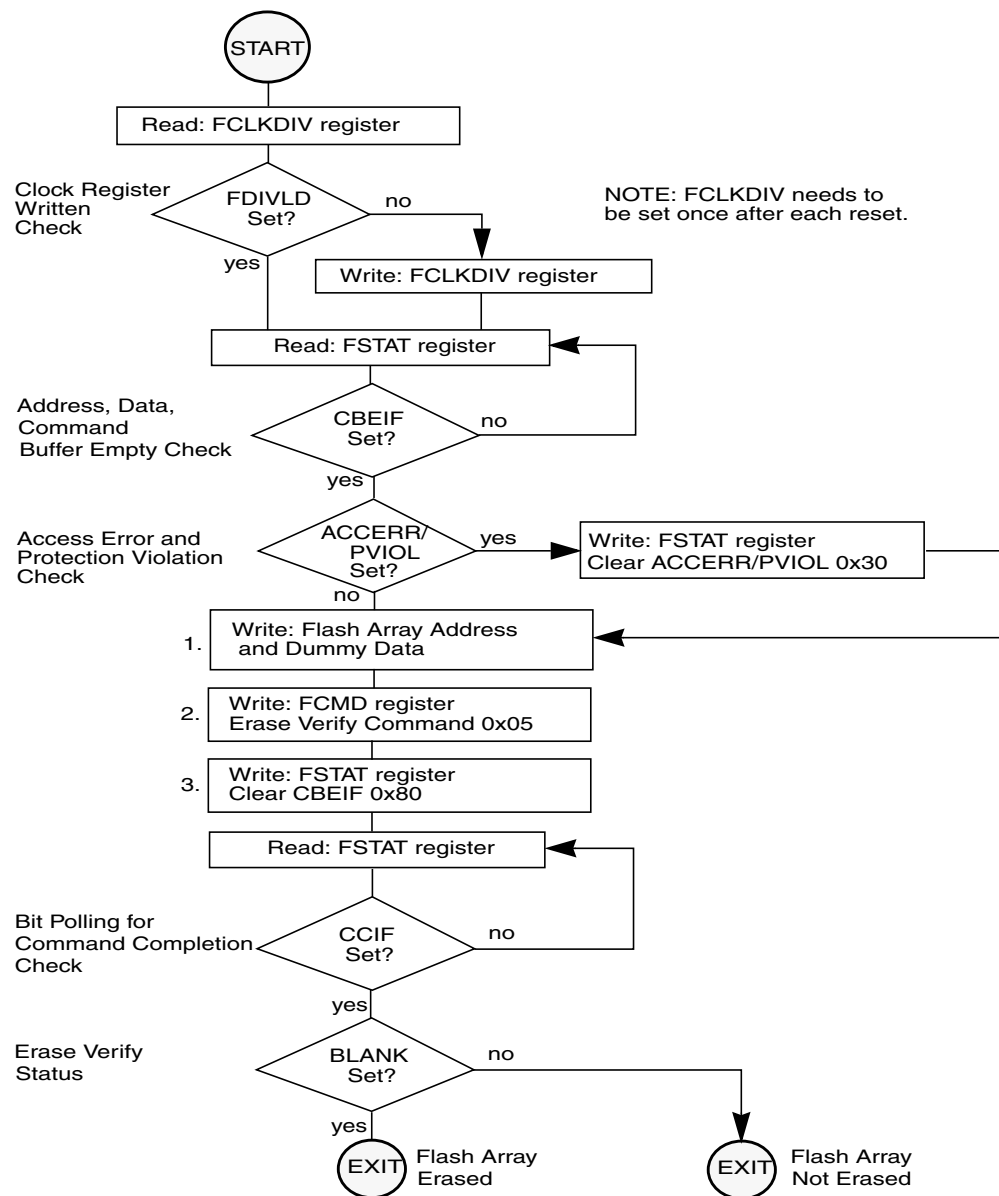 START
Read: FCLKDIV register
Clock Register
Written
Check
FDIVLD
Set?
no
yes
NOTE: FCLKDIV needs to
be set once after each reset.
Write: FCLKDIV register
Read: FSTAT register
Address, Data,
Command
Buffer Empty Check
CBEIF
Set?
no
yes
Access Error and
Protection Violation
Check
ACCERR/
PVIOL
Set?
yes
no
Write: FSTAT register
Clear ACCERR/PVIOL 0x30
1.
Write: Flash Array Address
and Dummy Data
2.
Write: FCMD register
Erase Verify Command 0x05
3.
Write: FSTAT register
Clear CBEIF 0x80
Read: FSTAT register
Bit Polling for
Command Completion
Check
CCIF
Set?
no
yes
Erase Verify
Status
BLANK
Set?
no
yes
EXIT
Flash Array
Erased
EXIT
Flash Array
Not Erased